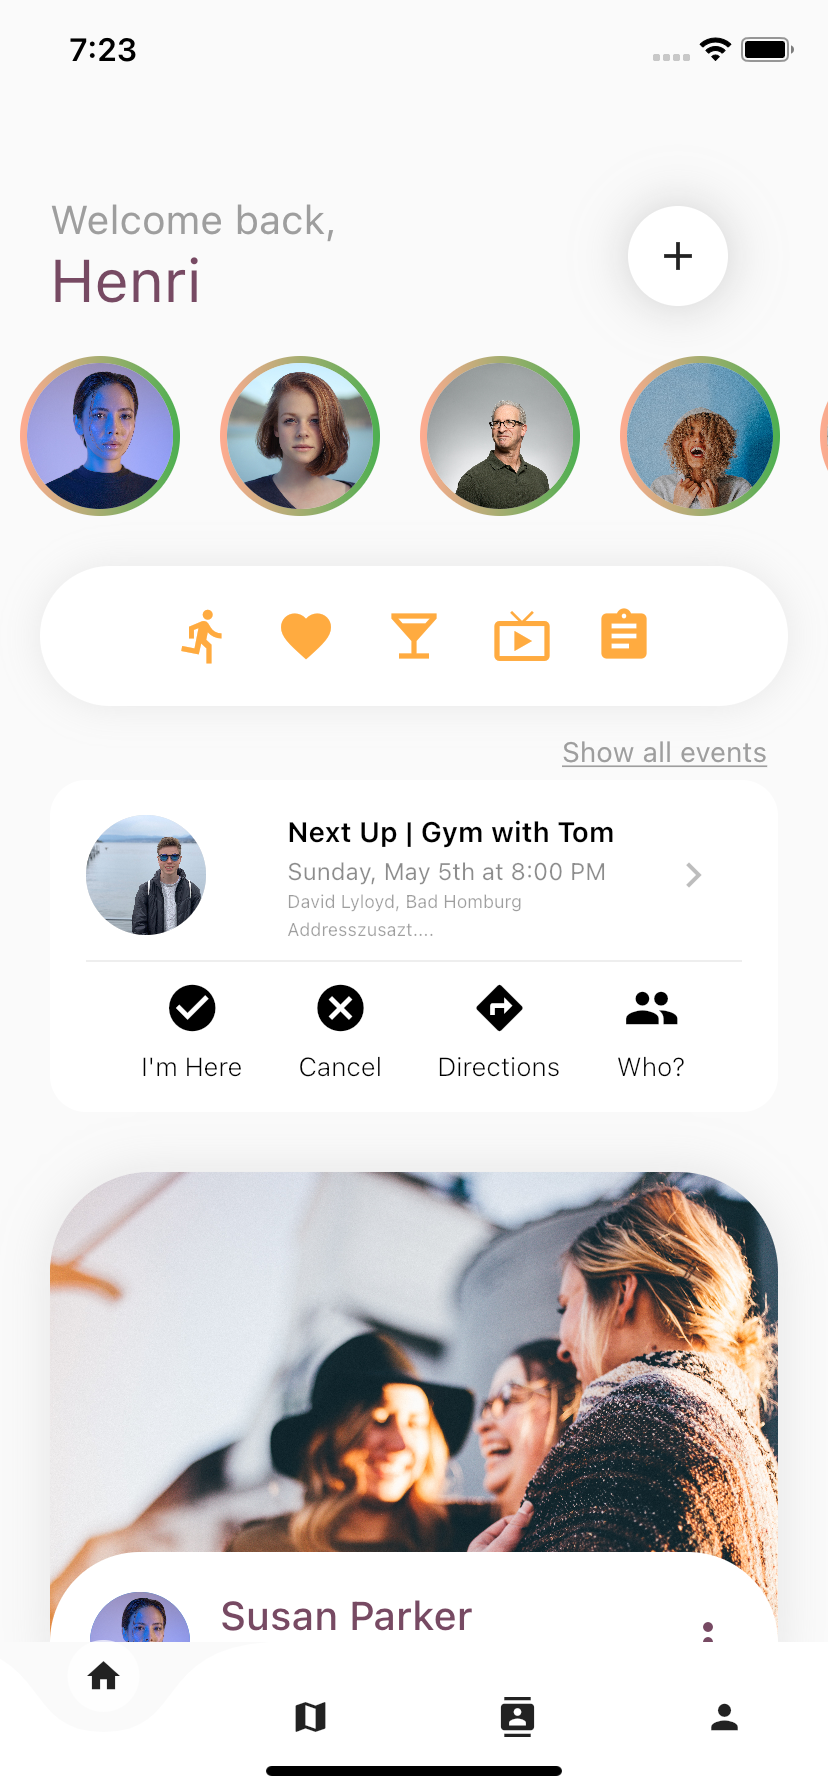 7:23
Welcome back,
Henri
Show all events
Next Up | Gym with Tom
Sunday, May 5th at 8:00 PM
David Lyloyd, Bad Homburg
Addresszusazt....
I'm Here
Cancel
Directions
Who?
Susan Parker